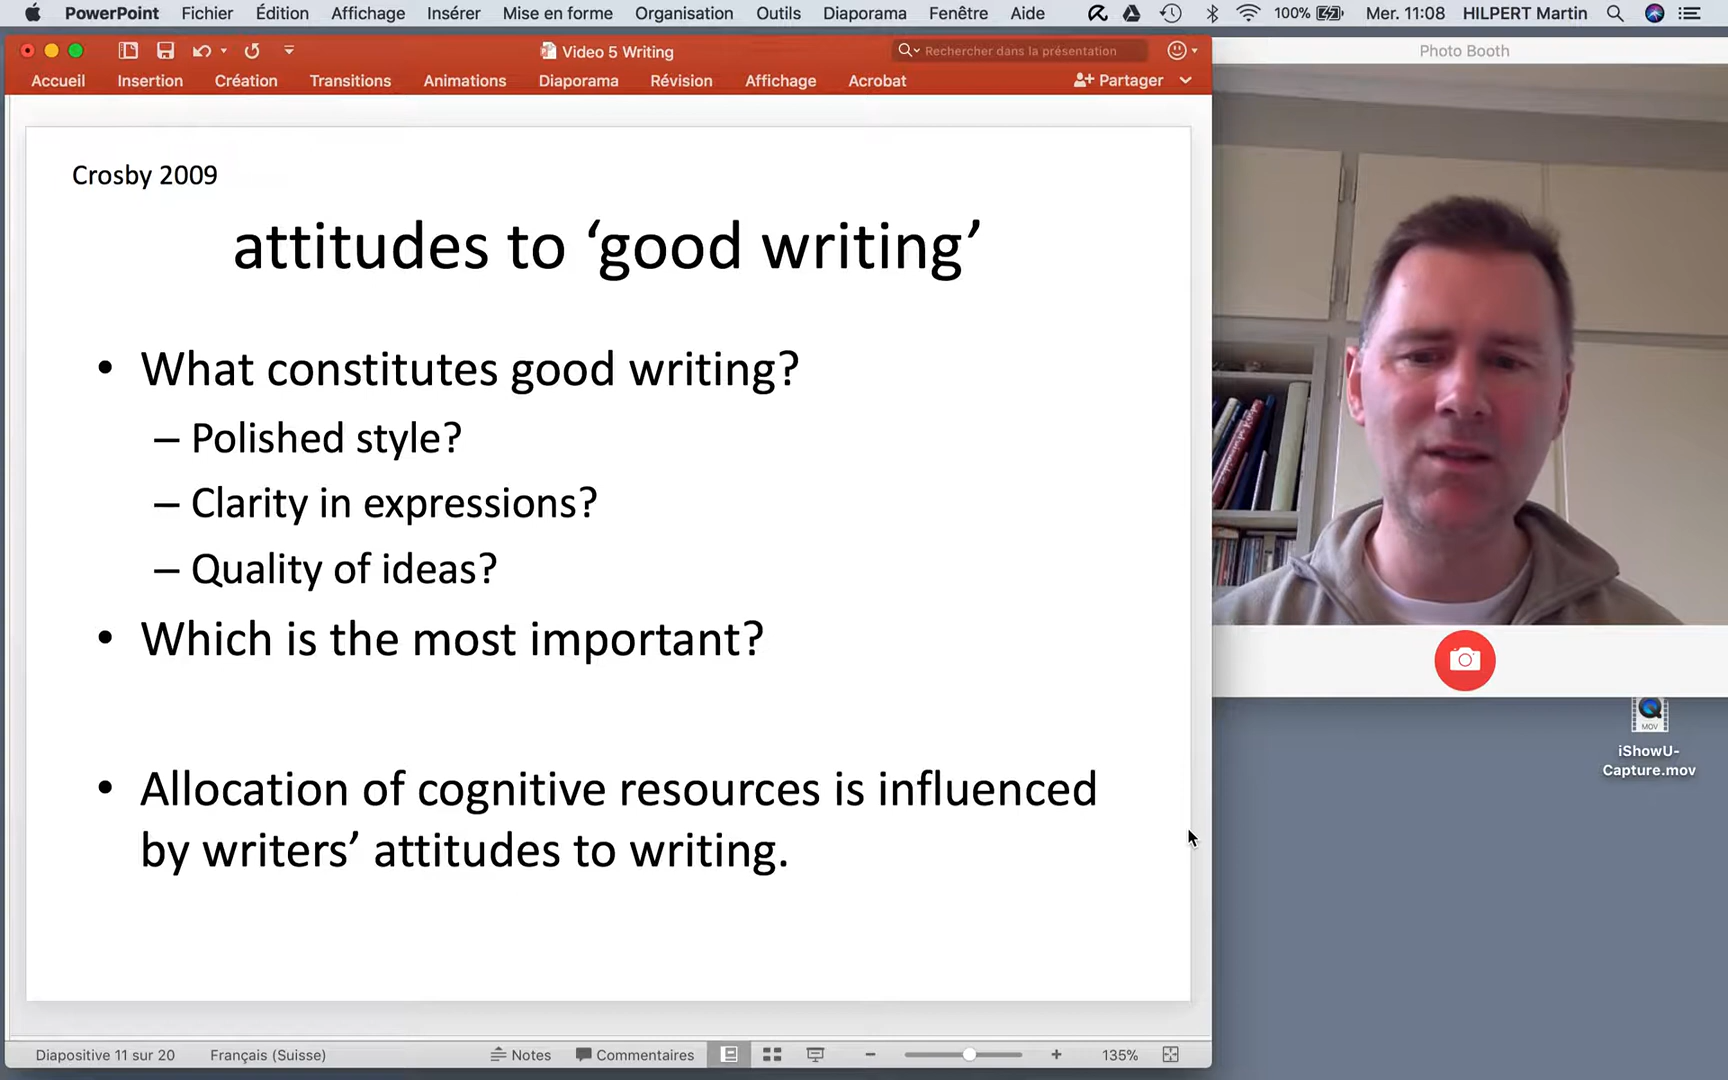 PowerPoint Fichier Édition Affichage Insérer Mise en forme Organisation Outils Diaporama Fenêtre Aide 100% Mer. 11:08 HILPERT Martin
Video 5 Writing
Rechercher dans la présentation
Photo Booth
Accueil Insertion Création Transitions Animations Diaporama Révision Affichage Acrobat Partager
Crosby 2009
attitudes to ‘good writing’
• What constitutes good writing?
– Polished style?
– Clarity in expressions?
– Quality of ideas?
• Which is the most important?
• Allocation of cognitive resources is influenced
by writers’ attitudes to writing.
MOV
iShowU-
Capture.mov
Diapositive 11 sur 20 Français (Suisse) Notes Commentaires 135%